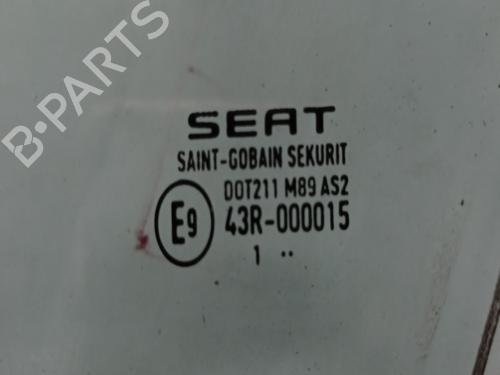 B-PARTS
SEAT
SAINT-GOBAIN SEKURIT
DOT211 M89 AS2
E9 43R-000015
1 ..